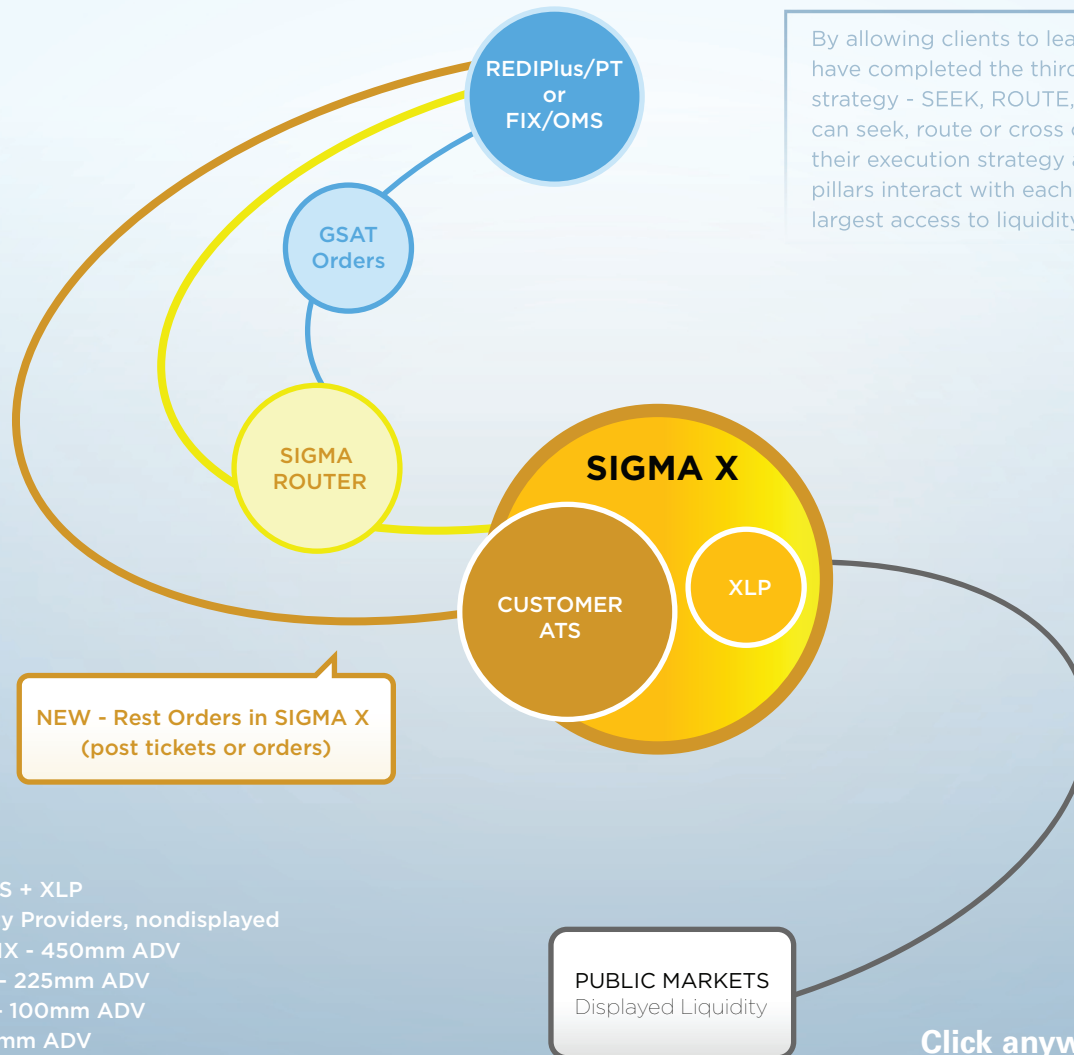 REDIPlus/PT
or
FIX/OMS
By allowing clients to
have completed the third
strategy - SEEK, ROUTE,
can seek, route or cross
their execution strategy
pillars interact with each
largest access to liquidity
GSAT
Orders
SIGMA
ROUTER
SIGMA X
CUSTOMER
ATS
XLP
NEW - Rest Orders in SIGMA X
(post tickets or orders)
S + XLP
y Providers, nondisplayed
IX - 450mm ADV
- 225mm ADV
- 100mm ADV
mm ADV
PUBLIC MARKETS
Displayed Liquidity
Click